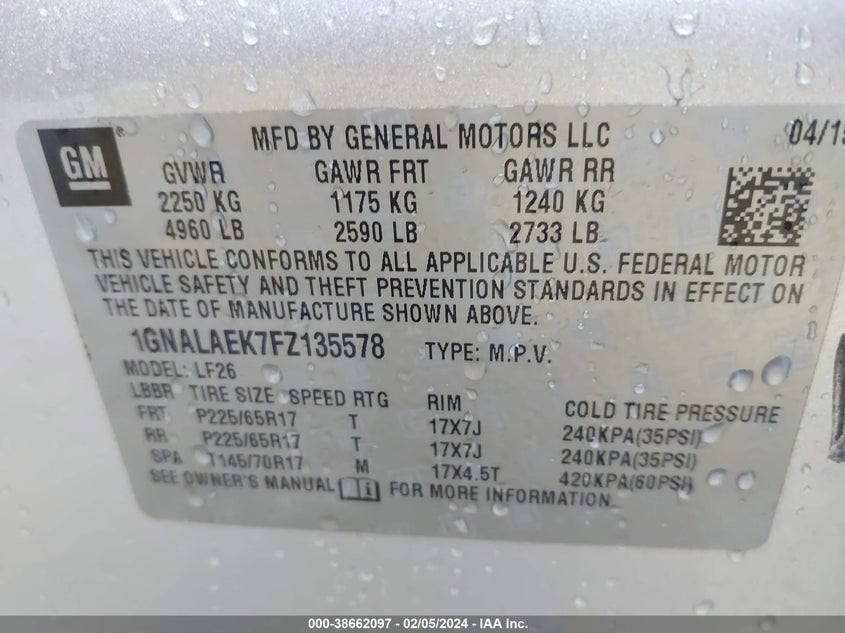 GM
MFD BY GENERAL MOTORS LLC 04/15
GVWR GAWR FRT GAWR RR
2250 KG 1175 KG 1240 KG
4960 LB 2590 LB 2733 LB
THIS VEHICLE CONFORMS TO ALL APPLICABLE U.S. FEDERAL MOTOR
VEHICLE SAFETY AND THEFT PREVENTION STANDARDS IN EFFECT ON
THE DATE OF MANUFACTURE SHOWN ABOVE.
1GNALAEK7FZ135578 TYPE: M.P.V.
MODEL: LF26
LBBR TIRE SIZE SPEED RTG RIM COLD TIRE PRESSURE
FRT P225/65R17 T 17X7J 240KPA(35PSI)
RR P225/65R17 T 17X7J 240KPA(35PSI)
SPA T145/70R17 M 17X4.5T 420KPA(60PSI)
SEE OWNER'S MANUAL FOR MORE INFORMATION.
000-38662097 - 02/05/2024 - IAA Inc.